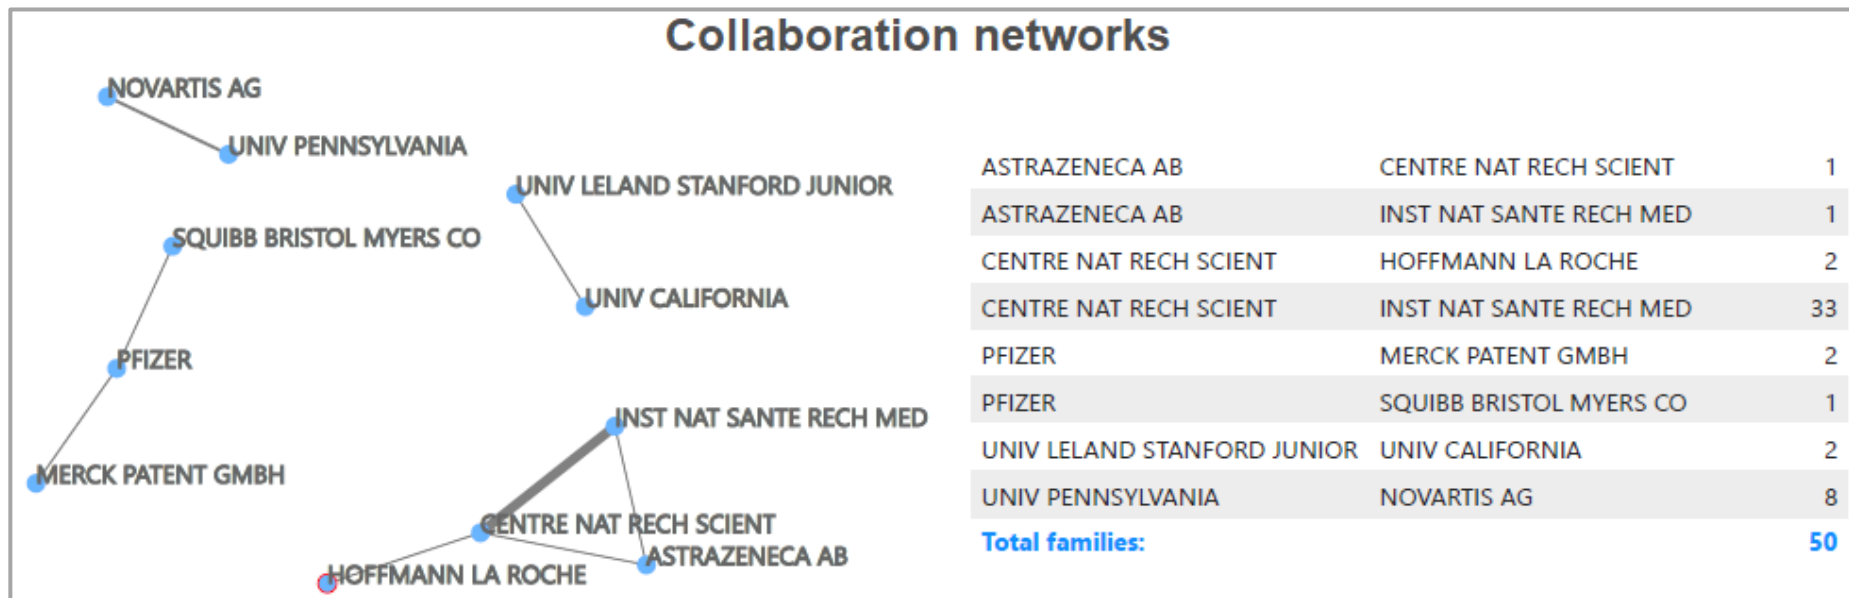 Collaboration networks
NOVARTIS AG
UNIV PENNSYLVANIA
UNIV LELAND STANFORD JUNIOR
SQUIBB BRISTOL MYERS CO
UNIV CALIFORNIA
PFIZER
INST NAT SANTE RECH MED
MERCK PATENT GMBH
CENTRE NAT RECH SCIENT
ASTRAZENECA AB
HOFFMANN LA ROCHE
ASTRAZENECA AB CENTRE NAT RECH SCIENT 1
ASTRAZENECA AB INST NAT SANTE RECH MED 1
CENTRE NAT RECH SCIENT HOFFMANN LA ROCHE 2
CENTRE NAT RECH SCIENT INST NAT SANTE RECH MED 33
PFIZER MERCK PATENT GMBH 2
PFIZER SQUIBB BRISTOL MYERS CO 1
UNIV LELAND STANFORD JUNIOR UNIV CALIFORNIA 2
UNIV PENNSYLVANIA NOVARTIS AG 8
Total families: 50